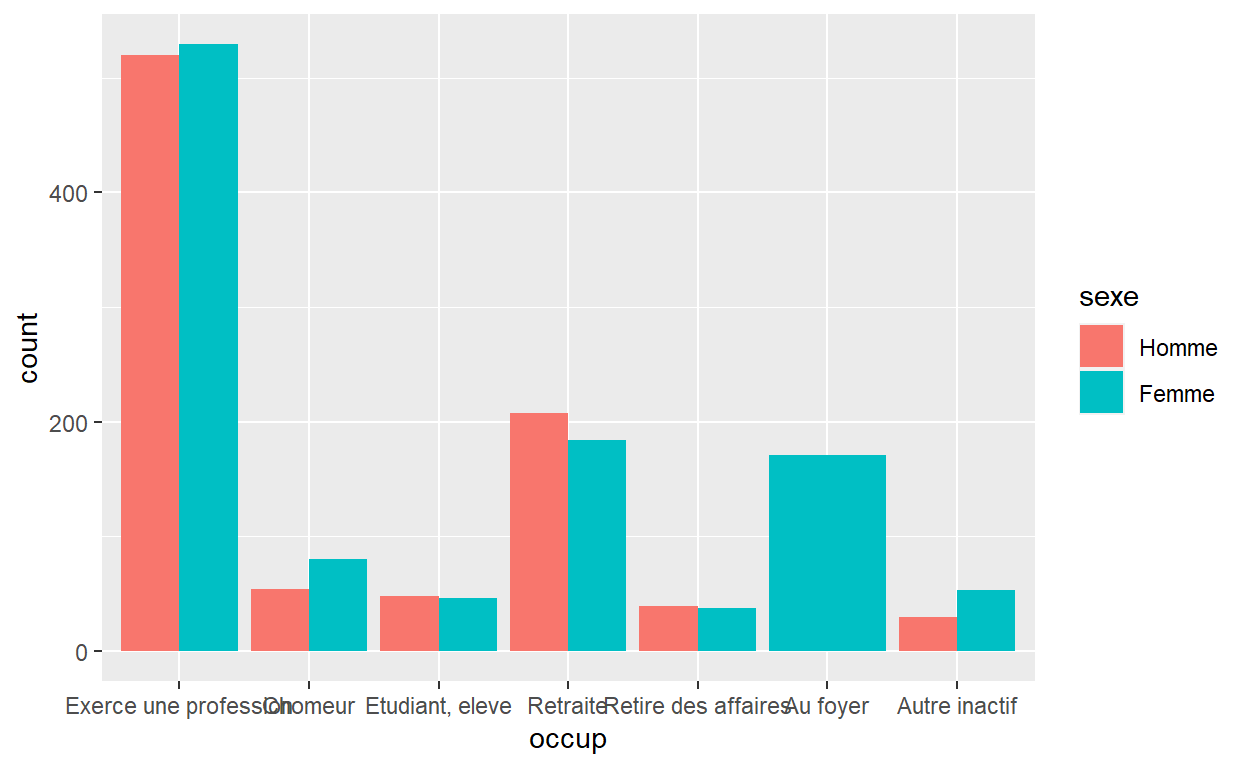 count
400
200
0
Exerce une profession
Chomeur
Etudiant, eleve
Retraite
Retire des affaires
Au foyer
Autre inactif
occup
sexe
Homme
Femme